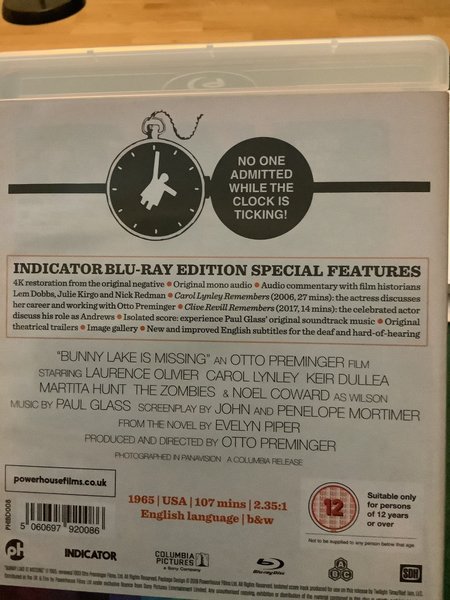 NO ONE
ADMITTED
WHILE THE
CLOCK IS
TICKING!
INDICATOR BLU-RAY EDITION SPECIAL FEATURES
4K restoration from the original negative • Original mono audio • Audio commentary with film historians
Lem Dobbs, Julie Kirgo and Nick Redman • Carol Lynley Remembers (2006, 27 mins): the actress discusses
her career and working with Otto Preminger • Clive Revill Remembers (2017, 14 mins): the celebrated actor
discuss his role as Andrews • Isolated score: experience Paul Glass' original soundtrack music • Original
theatrical trailers • Image gallery • New and improved English subtitles for the deaf and hard-of-hearing
"BUNNY LAKE IS MISSING" AN OTTO PREMINGER FILM
STARRING LAURENCE OLIVIER CAROL LYNLEY KEIR DULLEA
MARTITA HUNT THE ZOMBIES & NOEL COWARD AS WILSON
MUSIC BY PAUL GLASS SCREENPLAY BY JOHN AND PENELOPE MORTIMER
FROM THE NOVEL BY EVELYN PIPER
PRODUCED AND DIRECTED BY OTTO PREMINGER
PHOTOGRAPHED IN PANAVISION A COLUMBIA RELEASE
powerhousefilms.co.uk
PHIBD008
5 060697 920086
1965 | USA | 107 mins | 2.35:1
English language | b&w
12
Suitable only
for persons
of 12 years
or over
Not to be supplied to any person below that age
pH
INDICATOR
COLUMBIA
PICTURES
a Sony Company
Blu-ray Disc
A B C
SDH